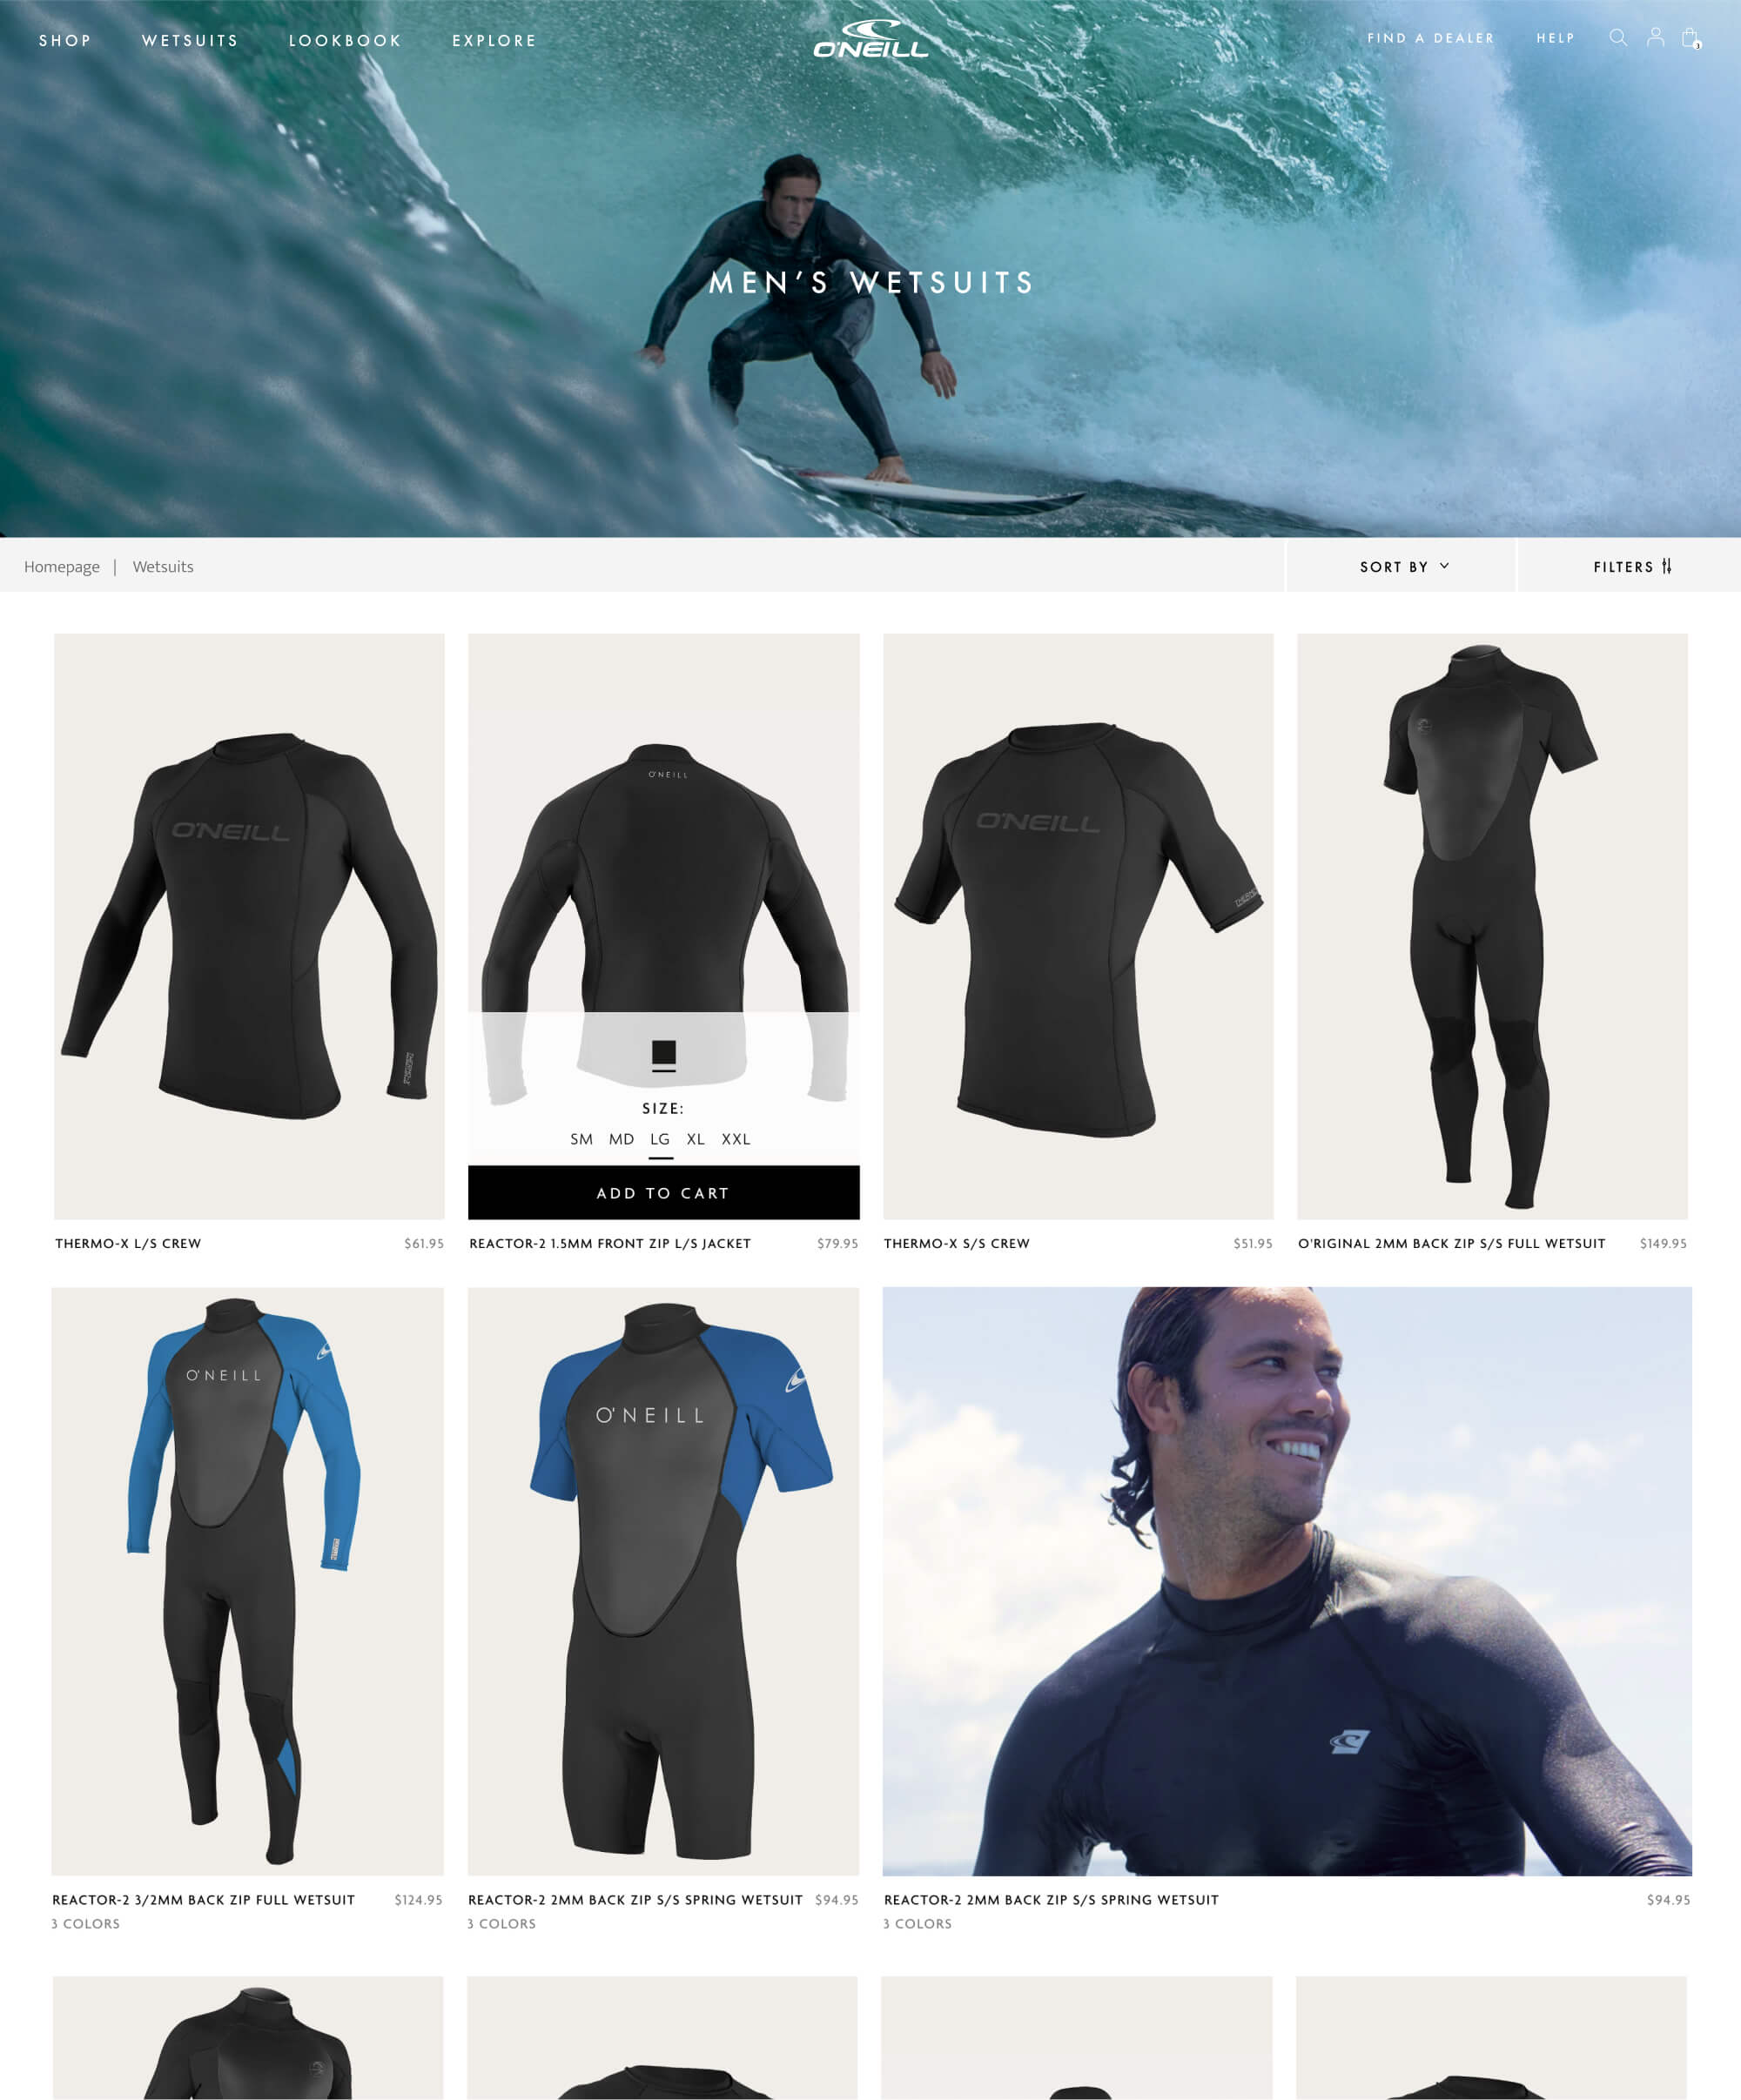 SHOP WETSUITS LOOKBOOK EXPLORE O'NEILL FIND A DEALER HELP
MEN'S WETSUITS
Homepage | Wetsuits SORT BY FILTERS
O'NEILL
O'NEILL
O'NEILL
SIZE:
SM MD LG XL XXL
ADD TO CART
THERMO-X L/S CREW $61.95
REACTOR-2 1.5MM FRONT ZIP L/S JACKET $79.95
THERMO-X S/S CREW $51.95
O'RIGINAL 2MM BACK ZIP S/S FULL WETSUIT $149.95
O'NEILL
O'NEILL
REACTOR-2 3/2MM BACK ZIP FULL WETSUIT $124.95
3 COLORS
REACTOR-2 2MM BACK ZIP S/S SPRING WETSUIT $94.95
3 COLORS
REACTOR-2 2MM BACK ZIP S/S SPRING WETSUIT $94.95
3 COLORS